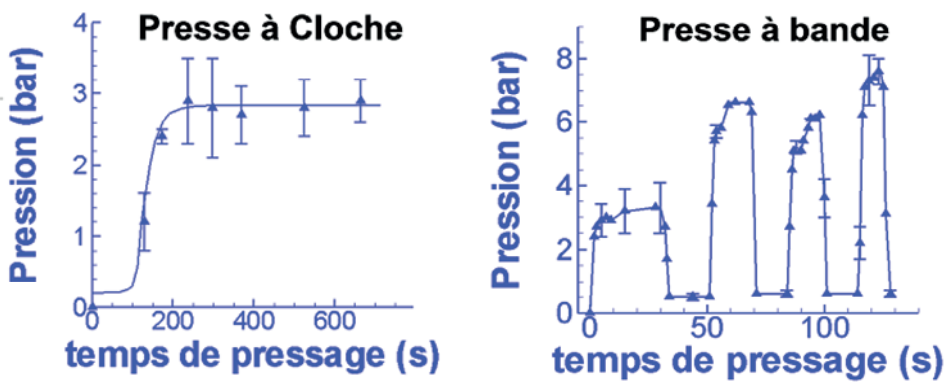 Presse à Cloche
Pression (bar)
4
3
2
1
0
0 200 400 600
temps de pressage (s)
Presse à bande
Pression (bar)
8
6
4
2
0
0 50 100
temps de pressage (s)